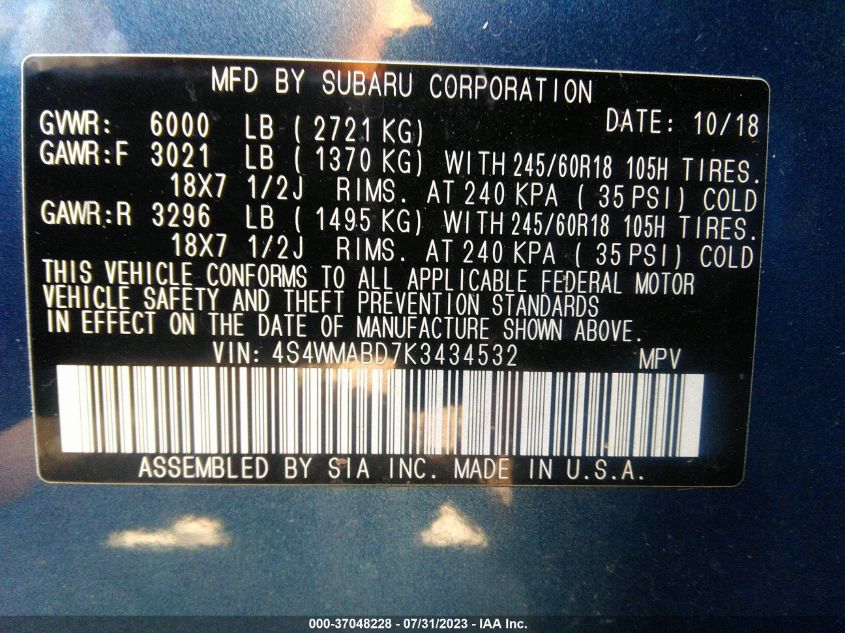 MFD BY SUBARU CORPORATION
DATE: 10/18
GVWR: 6000 LB ( 2721 KG)
GAWR:F 3021 LB ( 1370 KG) WITH 245/60R18 105H TIRES.
18X7 1/2J RIMS. AT 240 KPA ( 35 PSI) COLD
GAWR:R 3296 LB ( 1495 KG) WITH 245/60R18 105H TIRES.
18X7 1/2J RIMS. AT 240 KPA ( 35 PSI) COLD
THIS VEHICLE CONFORMS TO ALL APPLICABLE FEDERAL MOTOR
VEHICLE SAFETY AND THEFT PREVENTION STANDARDS
IN EFFECT ON THE DATE OF MANUFACTURE SHOWN ABOVE.
VIN: 4S4WMABD7K3434532 MPV
ASSEMBLED BY SIA INC. MADE IN U.S.A.
000-37048228 - 07/31/2023 - IAA Inc.